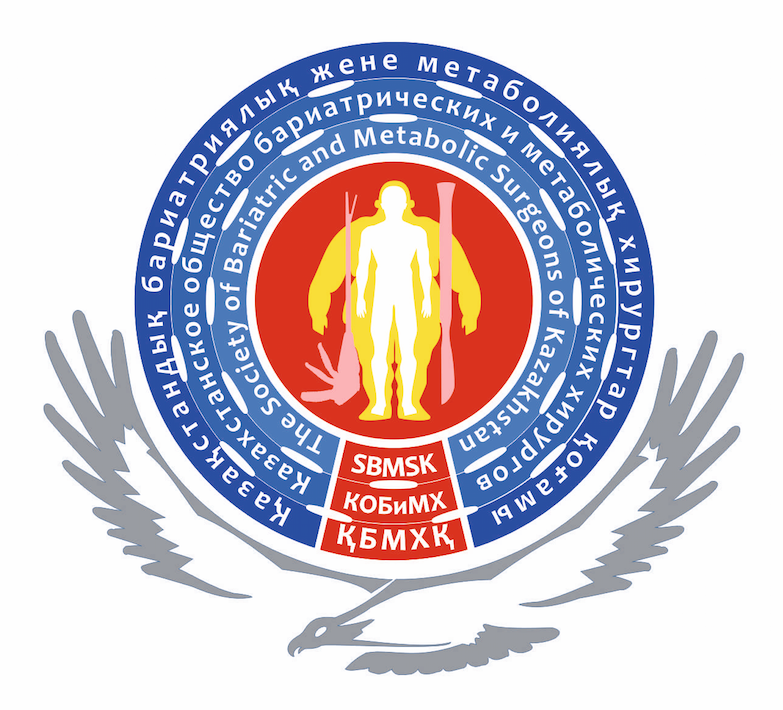 Қазақстандық бариатриялық жене метаболиялық хирургтар қоғамы
Казахстанское общество бариатрических и метаболических хирургов
The Society of Bariatric and Metabolic Surgeons of Kazakhstan
SBMSK
КОБиМХ
ҚБМХҚ